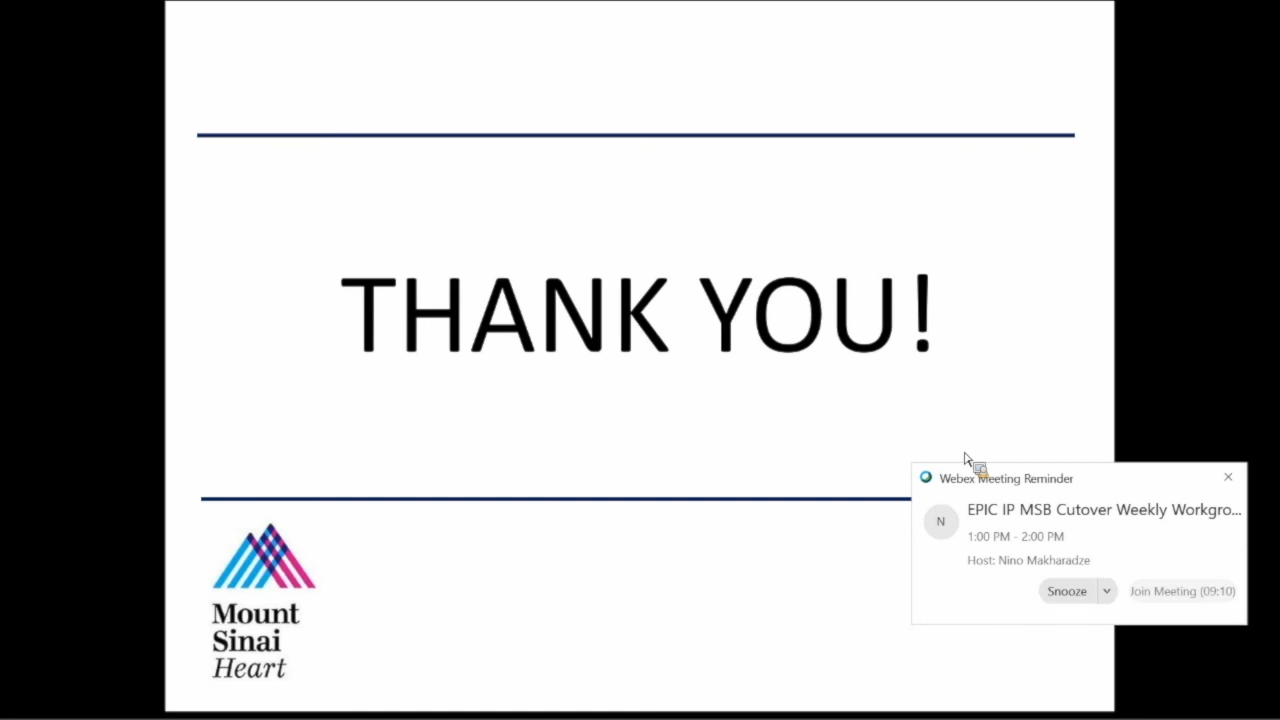 THANK YOU!
Mount
Sinai
Heart
Webex Meeting Reminder
N
EPIC IP MSB Cutover Weekly Workgro...
1:00 PM - 2:00 PM
Host: Nino Makharadze
Snooze
Join Meeting (09:10)